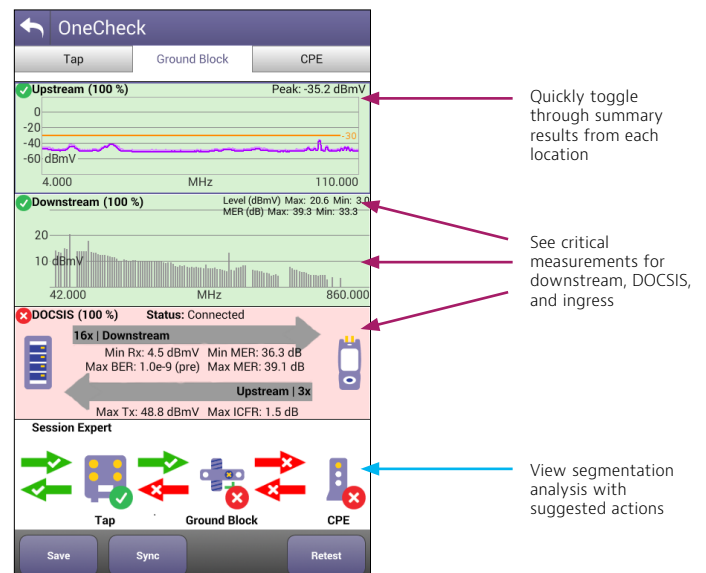 OneCheck
Tap
Ground Block
CPE
Upstream (100 %)
Peak: -35.2 dBmV
0
-20
-30
-40
-60 dBmV
4.000
MHz
110.000
Downstream (100 %)
Level (dBmV) Max: 20.6 Min: 3.0
MER (dB) Max: 39.3 Min: 33.3
20
10 dBmV
42.000
MHz
860.000
DOCSIS (100 %)
Status: Connected
16x | Downstream
Min Rx: 4.5 dBmV Min MER: 36.3 dB
Max BER: 1.0e-9 (pre) Max MER: 39.1 dB
Upstream | 3x
Max Tx: 48.8 dBmV Max ICFR: 1.5 dB
Session Expert
Tap
Ground Block
CPE
Save
Sync
Retest
Quickly toggle
through summary
results from each
location
See critical
measurements for
downstream, DOCSIS,
and ingress
View segmentation
analysis with
suggested actions